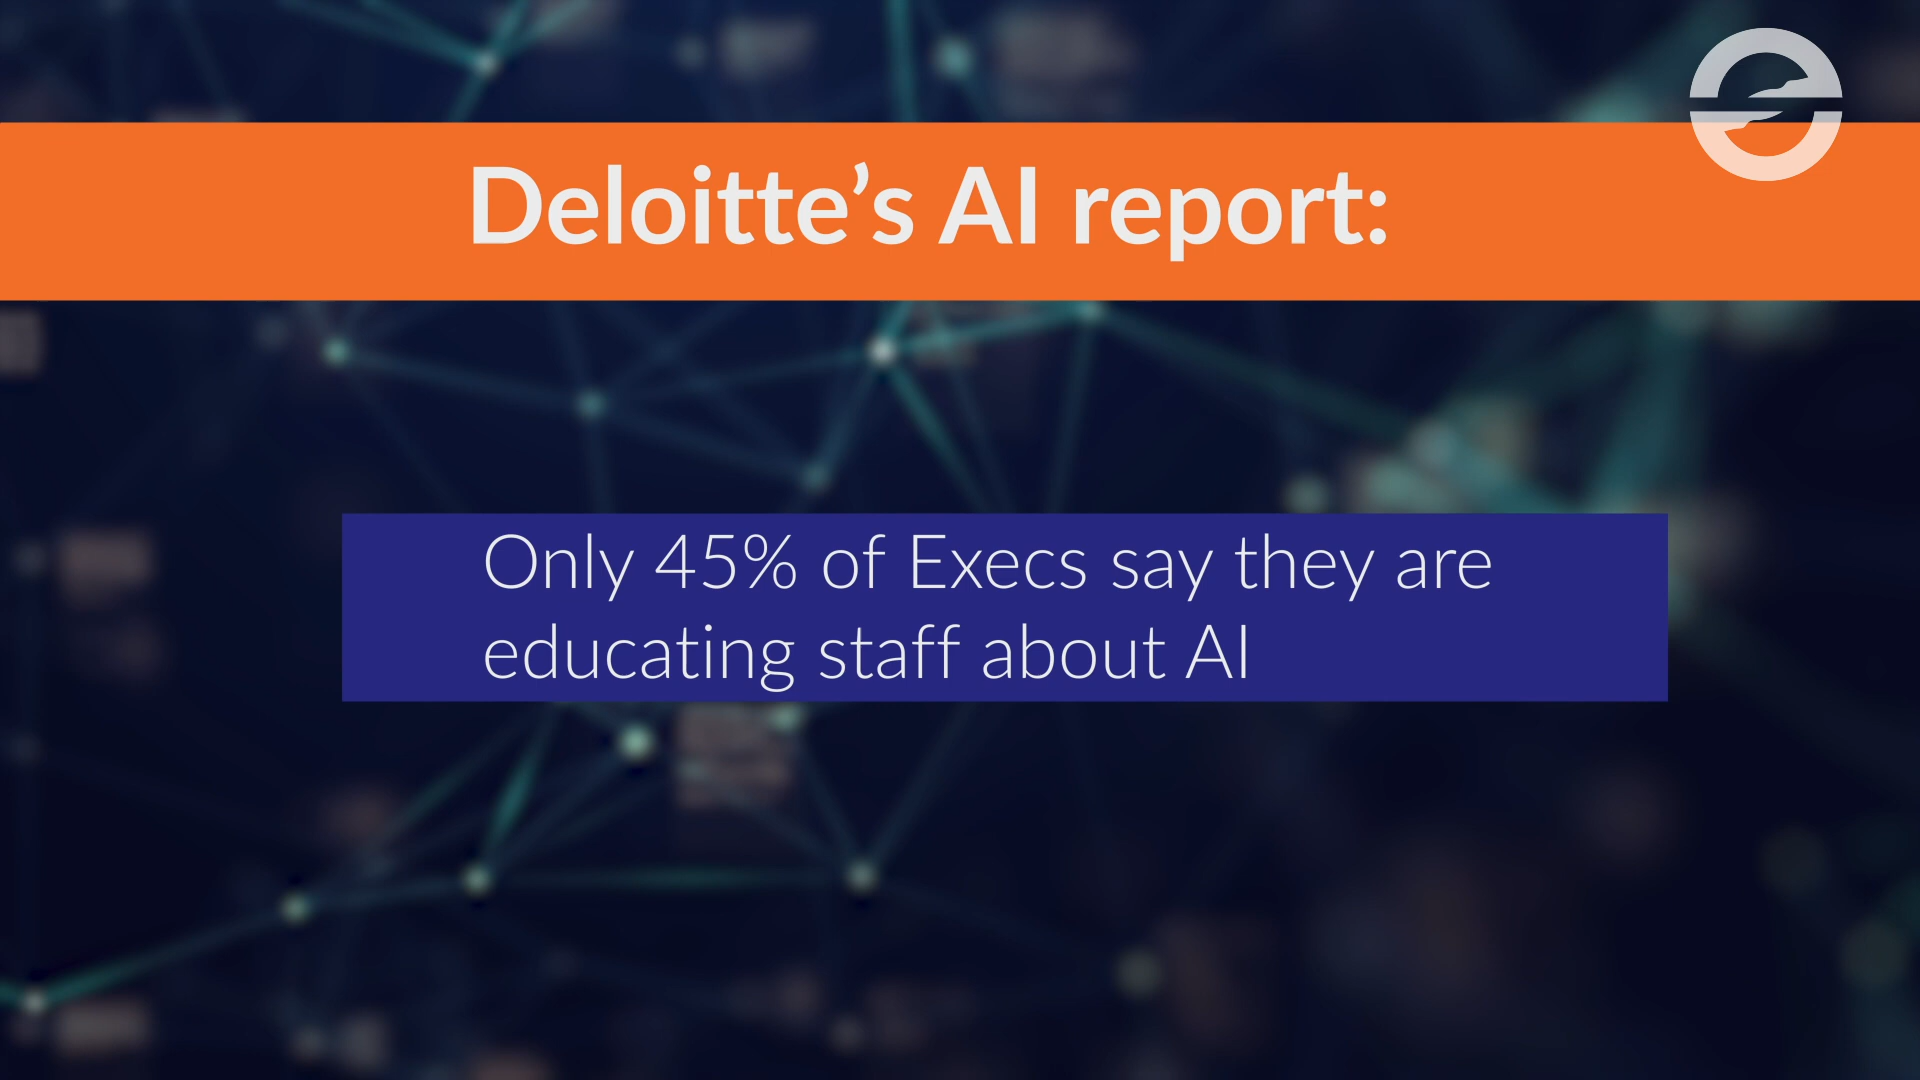 Deloitte’s AI report:
Only 45% of Execs say they are
educating staff about AI